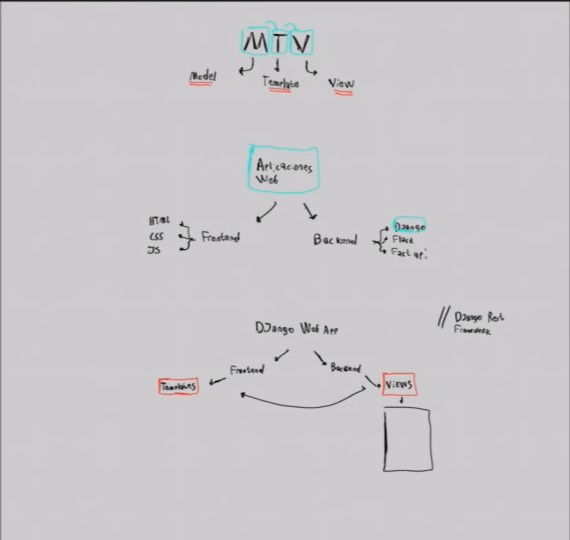 MTV
Model
Template
View
Aplicaciones
Web
HTML
CSS
JS
Frontend
Backend
Django
Flask
Fast api
DJango Web App
// DJango Rest
Framework
Frontend
Backend
Templates
Views